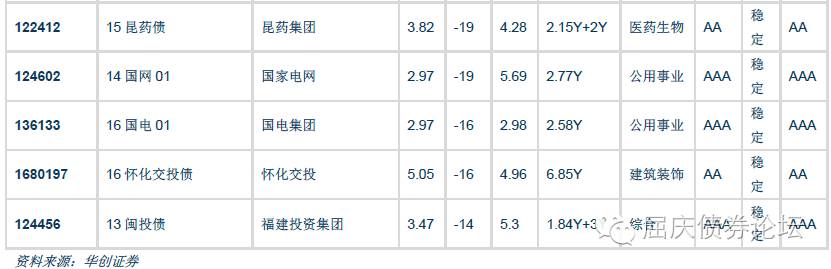 122412 15 昆药债 昆药集团 3.82 -19 4.28 2.15Y+2Y 医药生物 AA 稳定 AA
124602 14 国网 01 国家电网 2.97 -19 5.69 2.77Y 公用事业 AAA 稳定 AAA
136133 16 国电 01 国电集团 2.97 -16 2.98 2.58Y 公用事业 AAA 稳定 AAA
1680197 16 怀化交投债 怀化交投 5.05 -16 4.96 6.85Y 建筑装饰 AA 稳定 AAA
124456 13 闽投债 福建投资集团 3.47 -14 5.3 1.84Y+3 综合 AAA 稳定 AAA
屈庆债券论坛
资料来源：华创证券